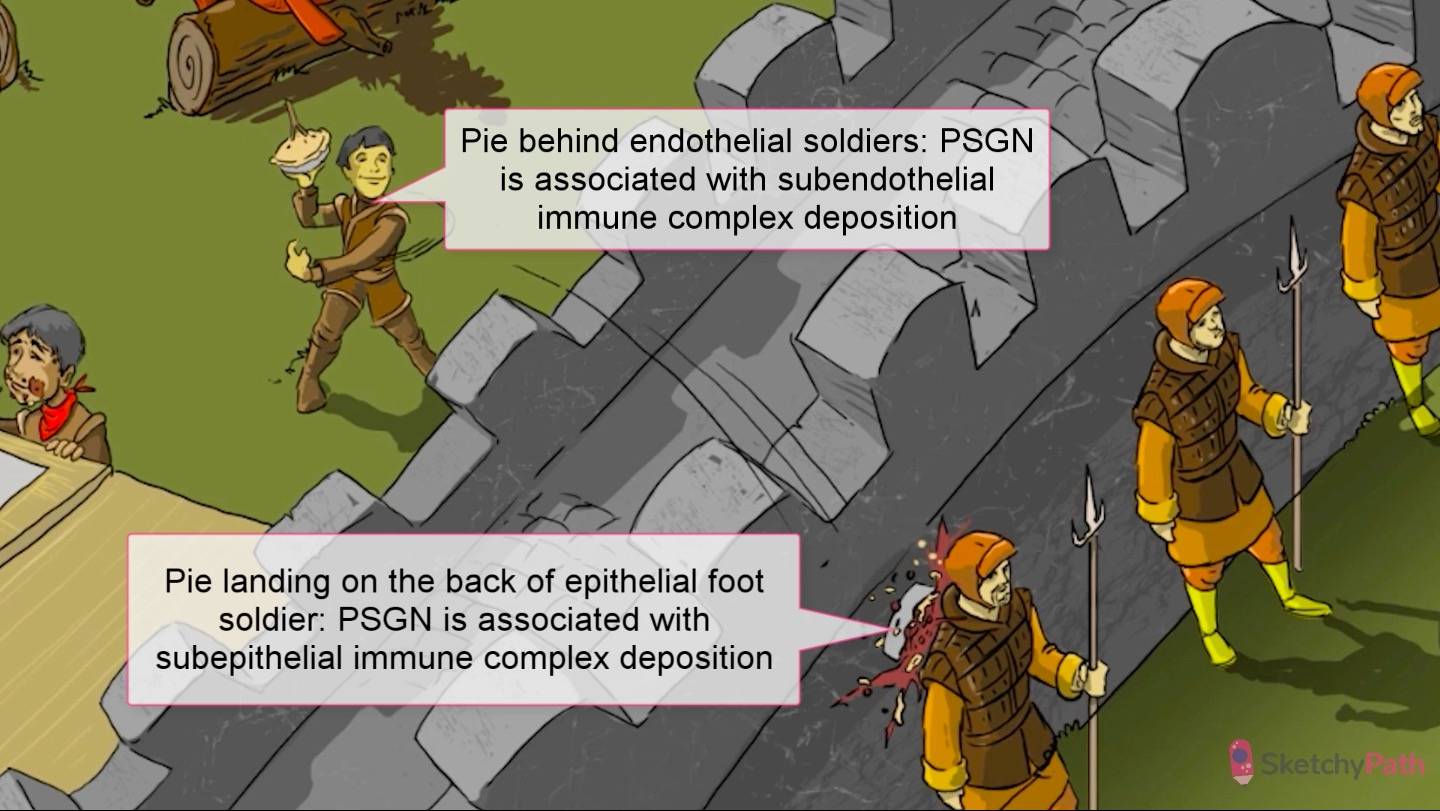 Pie behind endothelial soldiers: PSGN
is associated with subendothelial
immune complex deposition
Pie landing on the back of epithelial foot
soldier: PSGN is associated with
subepithelial immune complex deposition
SketchyPath